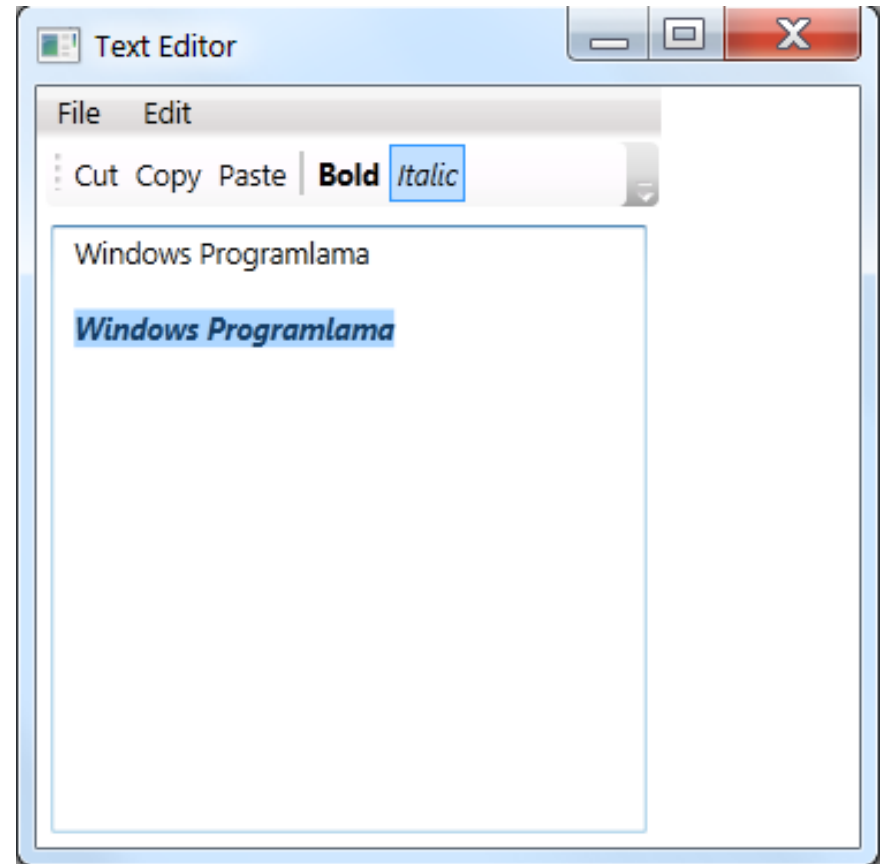 Text Editor
File Edit
Cut Copy Paste Bold Italic
Windows Programlama
Windows Programlama